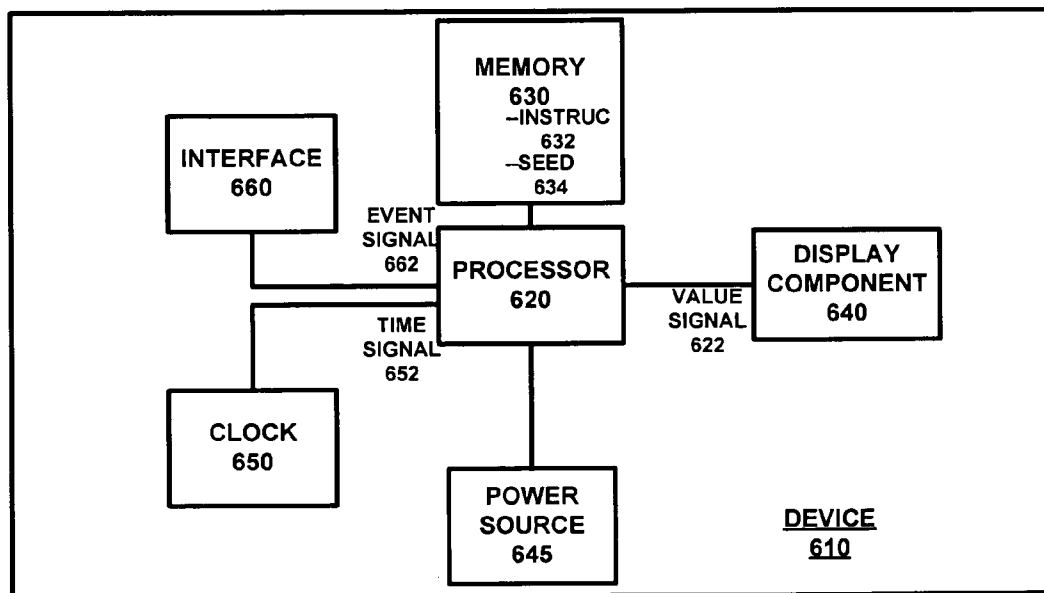 MEMORY
630
–INSTRUC
632
–SEED
634
INTERFACE
660
EVENT
SIGNAL
662
PROCESSOR
620
DISPLAY
COMPONENT
640
VALUE
SIGNAL
622
TIME
SIGNAL
652
CLOCK
650
POWER
SOURCE
645
DEVICE
610